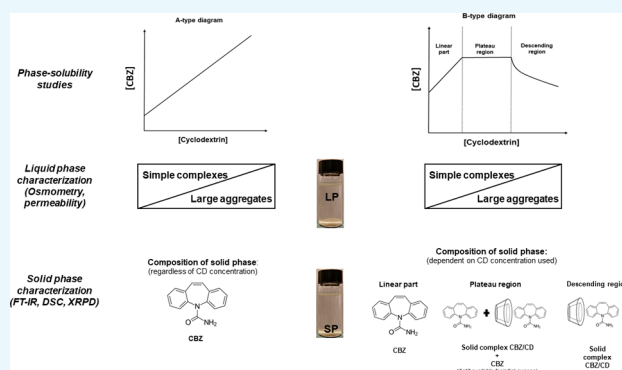 A-type diagram
B-type diagram
Phase-solubility
studies
[CBZ]
[Cyclodextrin]
[CBZ]
Linear
part
Plateau
region
Descending
region
[Cyclodextrin]
Liquid phase
characterization
(Osmometry,
permeability)
Simple complexes
Large aggregates
LP
Simple complexes
Large aggregates
Solid phase
characterization
(FT-IR, DSC, XRPD)
Composition of solid phase:
(regardless of CD concentration)
N
O
NH₂
CBZ
SP
Composition of solid phase:
(dependent on CD concentration used)
Linear part
Plateau region
Descending regio
N
O
NH₂
CBZ
+
Solid complex CBZ/CD
+
CBZ
Solid
complex
CBZ/CD